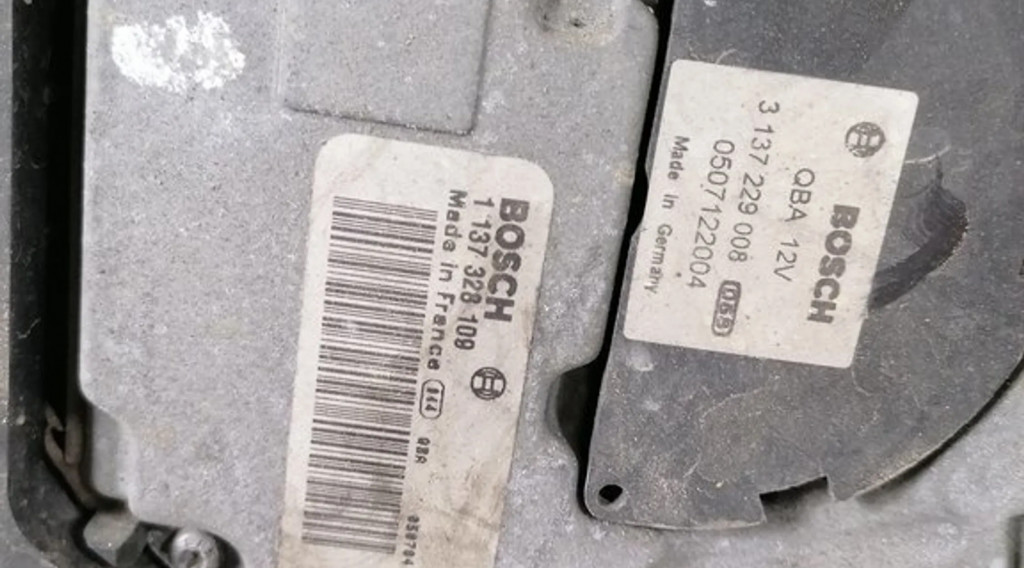 BOSCH
1 137 328 109
Made in France
QBA
BOSCH
QBA 12V
3 137 229 008
0507122004
Made in Germany